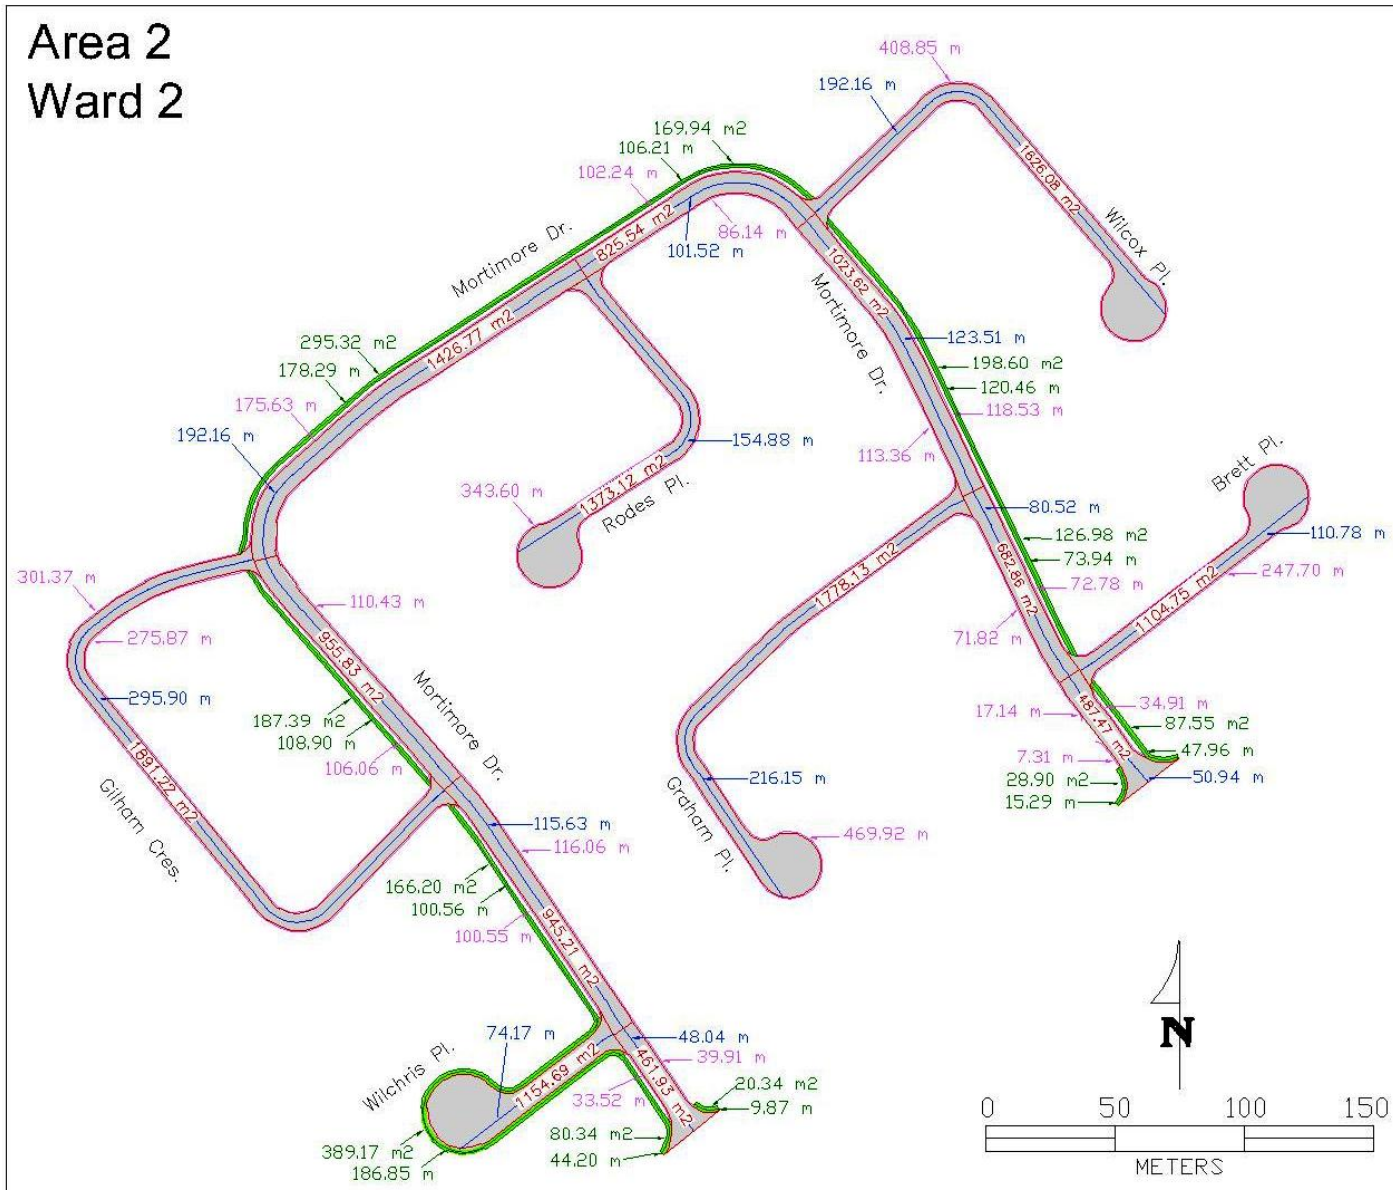 Area 2
Ward 2
408.85 m
192.16 m
169.94 m2
106.21 m
102.24 m
1626.08 m2
Wilcox Pl.
825.54 m2
86.14 m
101.52 m
Mortimore Dr.
1023.62 m2
Mortimore Dr.
295.32 m2
178.29 m
1426.77 m2
123.51 m
198.60 m2
120.46 m
118.53 m
175.63 m
192.16 m
154.88 m
113.36 m
Brett Pl.
343.60 m
1373.12 m2
Rodes Pl.
80.52 m
110.78 m
126.98 m2
73.94 m
72.78 m
682.86 m2
247.70 m
1104.75 m2
1778.13 m2
301.37 m
275.87 m
110.43 m
71.82 m
955.83 m2
295.90 m
187.39 m2
108.90 m
106.06 m
Mortimore Dr.
17.14 m
487.47 m2
34.91 m
87.55 m2
47.96 m
7.31 m
28.90 m2
15.29 m
50.94 m
1891.22 m2
Gilham Cres.
216.15 m
Graham Pl.
115.63 m
116.06 m
469.92 m
166.20 m2
100.56 m
100.55 m
945.21 m2
74.17 m
48.04 m
39.91 m
461.93 m2
Wilchris Pl.
1154.69 m2
33.52 m
20.34 m2
9.87 m
80.34 m2
44.20 m
389.17 m2
186.85 m
N
0 50 100 150
METERS